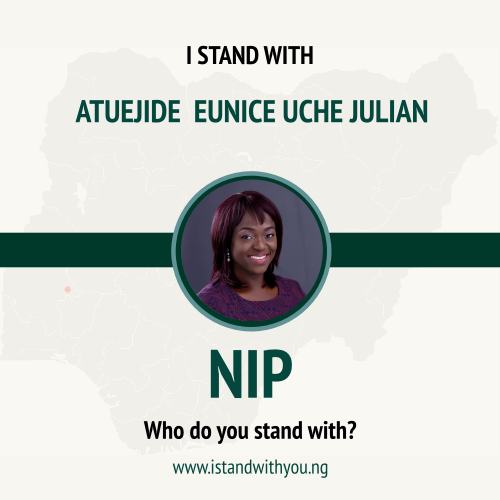 I STAND WITH
ATUEJIDE  EUNICE UCHE JULIAN
NIP
Who do you stand with?
www.istandwithyou.ng